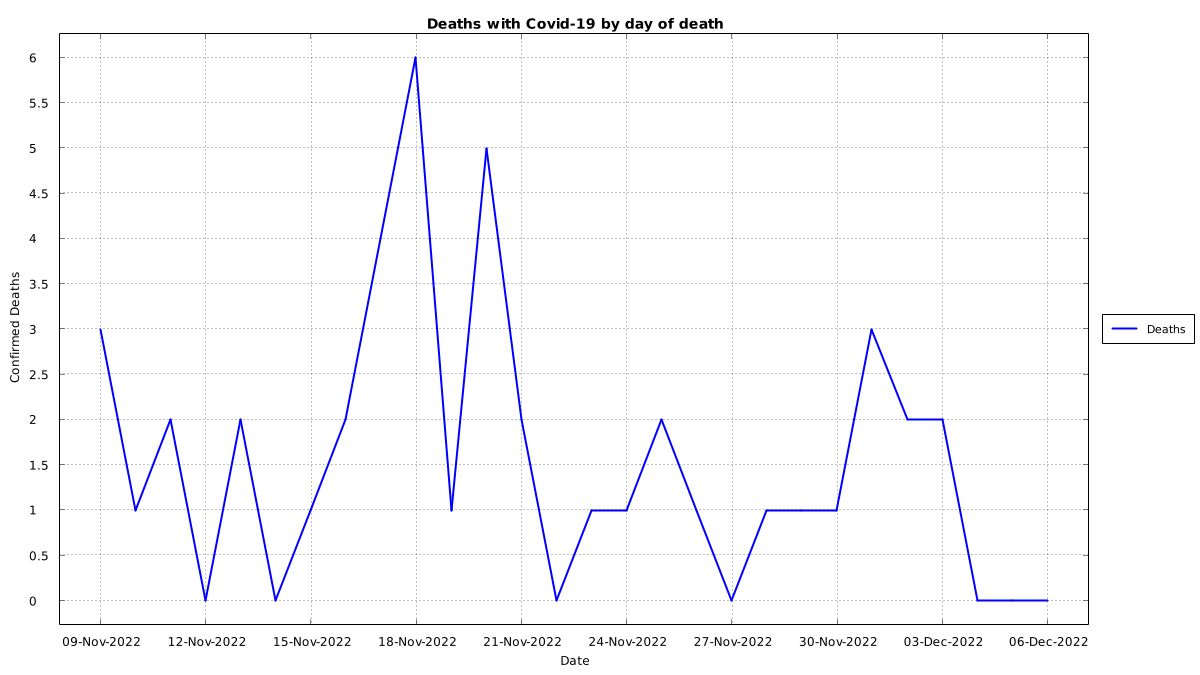 Deaths with Covid-19 by day of death
6
5.5
5
4.5
4
3.5
3
2.5
2
1.5
1
0.5
0
Confirmed Deaths
09-Nov-2022 12-Nov-2022 15-Nov-2022 18-Nov-2022 21-Nov-2022 24-Nov-2022 27-Nov-2022 30-Nov-2022 03-Dec-2022 06-Dec-2022
Date
Deaths